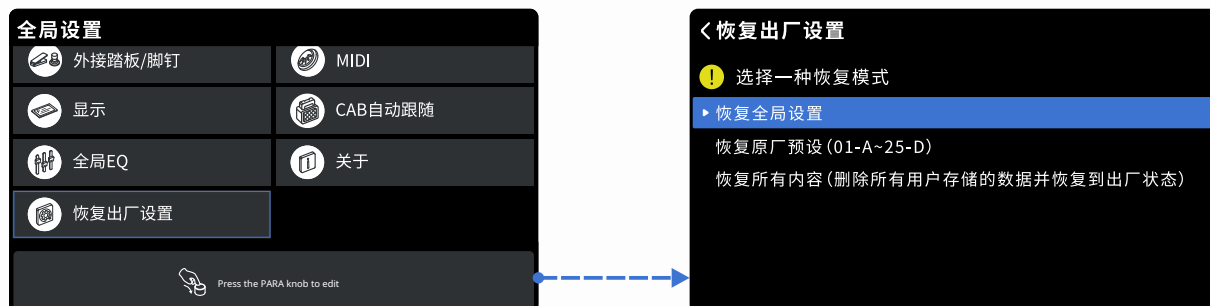 全局设置
外接踏板/脚钉
MIDI
显示
CAB自动跟随
全局EQ
关于
恢复出厂设置
Press the PARA knob to edit
恢复出厂设置
选择一种恢复模式
恢复全局设置
恢复原厂预设(01-A~25-D)
恢复所有内容(删除所有用户存储的数据并恢复到出厂状态)